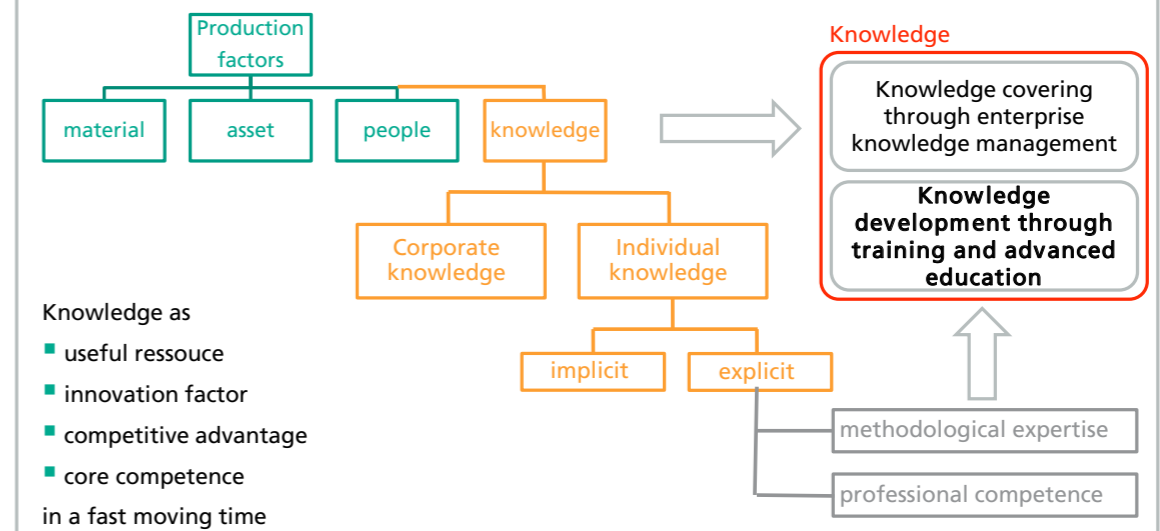 Production
factors
material
asset
people
knowledge
Corporate
knowledge
Individual
knowledge
implicit
explicit
methodological expertise
professional competence
Knowledge
Knowledge covering
through enterprise
knowledge management
Knowledge
development through
training and advanced
education
Knowledge as
useful ressouce
innovation factor
competitive advantage
core competence
in a fast moving time